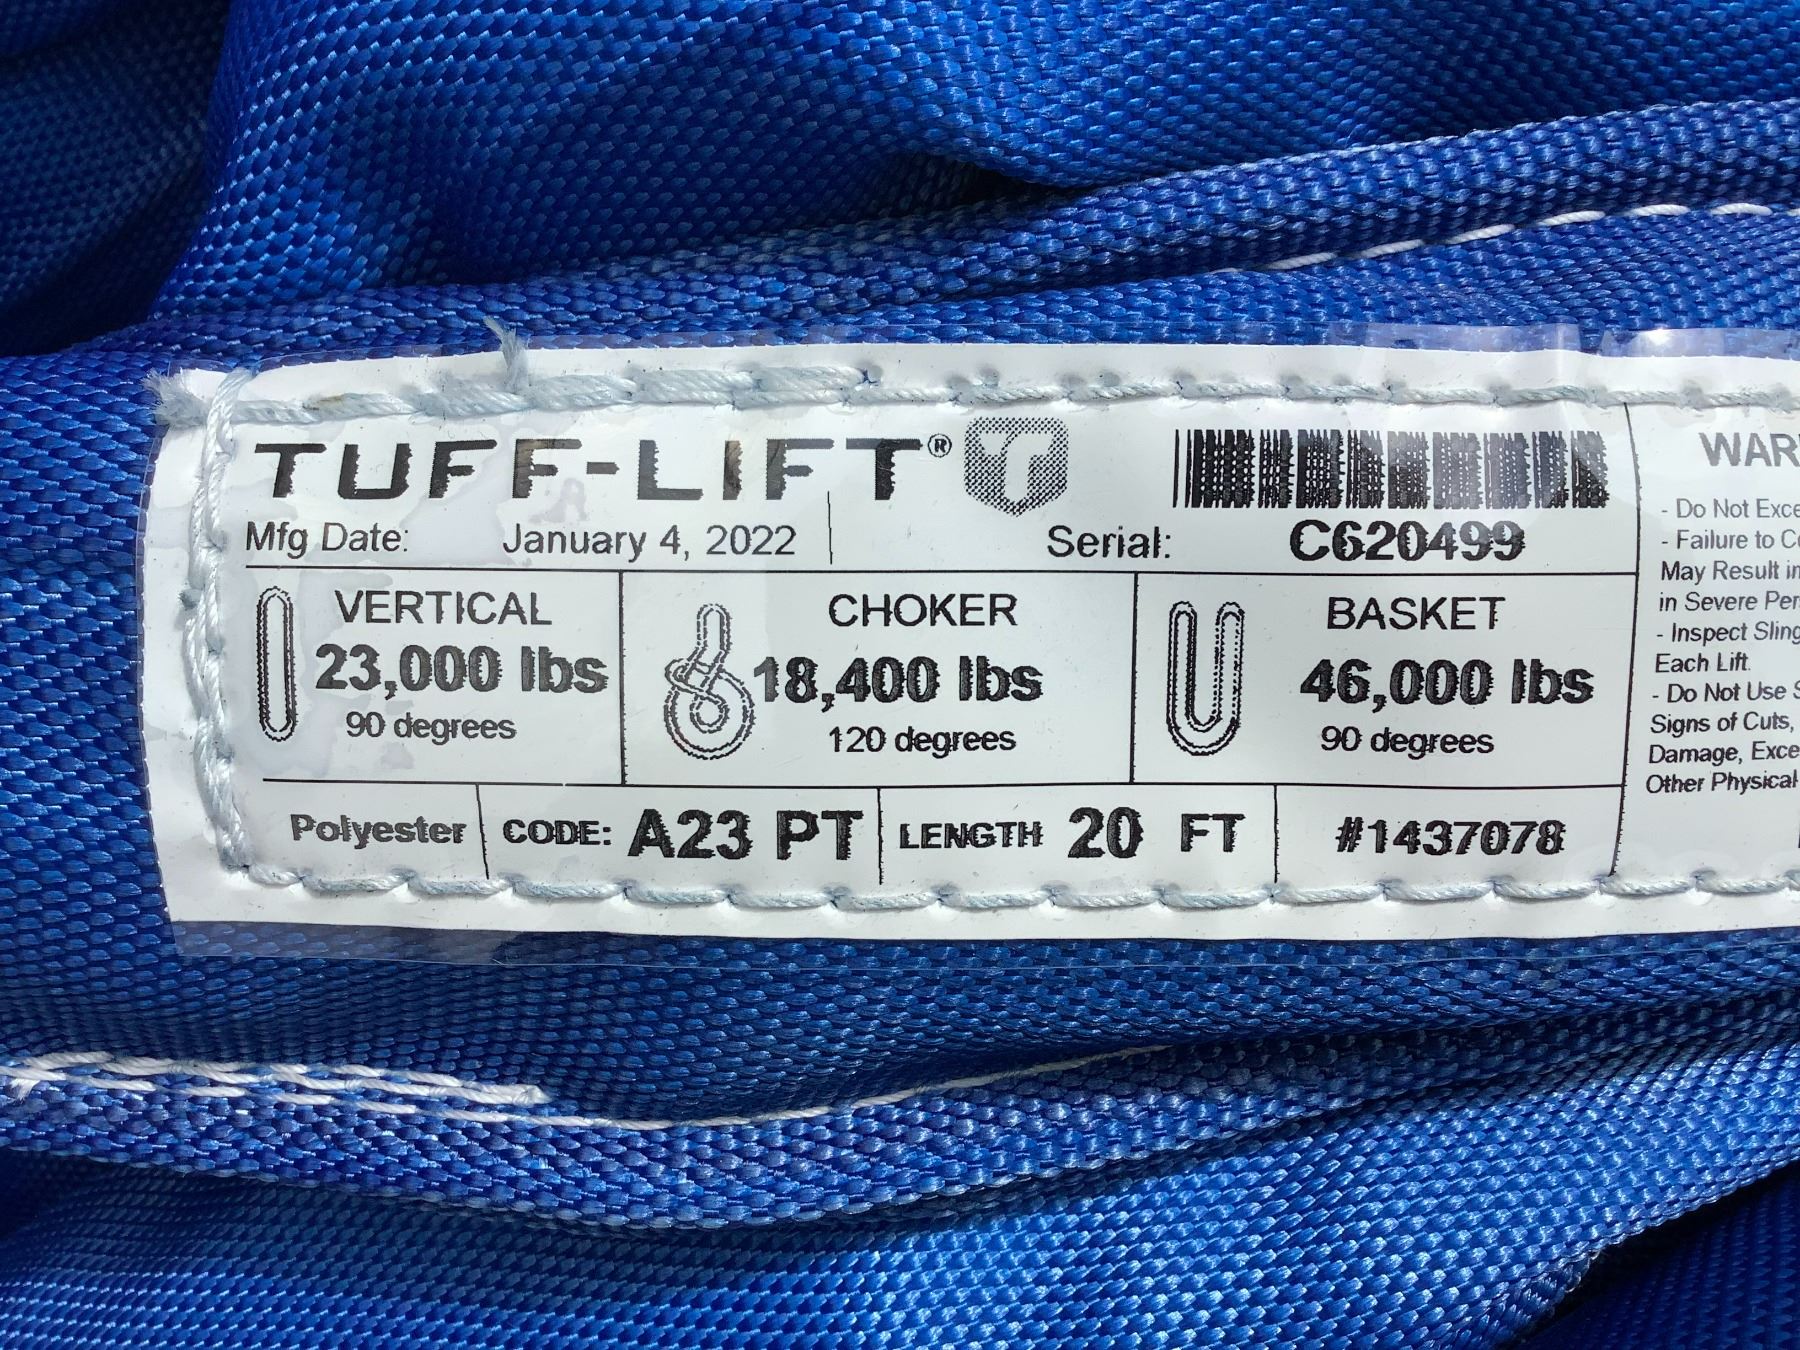 TUFF-LIFT®
Mfg Date: January 4, 2022 Serial: C620499
VERTICAL
23,000 lbs
90 degrees
CHOKER
18,400 lbs
120 degrees
BASKET
46,000 lbs
90 degrees
Polyester CODE: A23 PT LENGTH 20 FT #1437078
- Do Not
- Failure to
May Result
in Severe
- Inspect
Each Lift.
- Do Not Use
Signs of Cuts,
Damage,
Other Physical